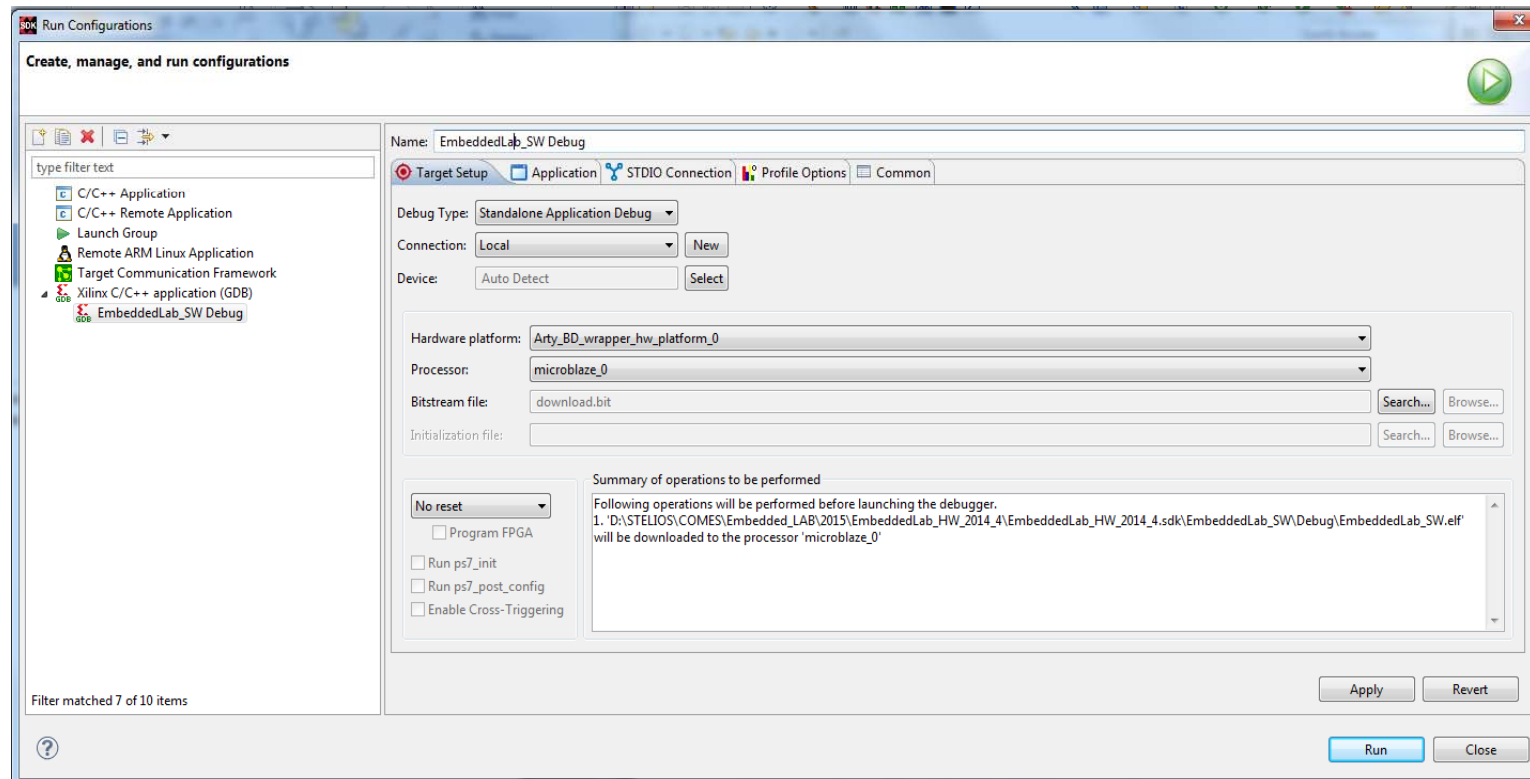 SDK Run Configurations
Create, manage, and run configurations
type filter text
C/C++ Application
C/C++ Remote Application
Launch Group
Remote ARM Linux Application
Target Communication Framework
Xilinx C/C++ application (GDB)
EmbeddedLab_SW Debug
Filter matched 7 of 10 items
Name: EmbeddedLab_SW Debug
Target Setup Application STDIO Connection Profile Options Common
Debug Type: Standalone Application Debug
Connection: Local New
Device: Auto Detect Select
Hardware platform: Arty_BD_wrapper_hw_platform_0
Processor: microblaze_0
Bitstream file: download.bit Search... Browse...
Initialization file: Search... Browse...
No reset
Program FPGA
Run ps7_init
Run ps7_post_config
Enable Cross-Triggering
Summary of operations to be performed
Following operations will be performed before launching the debugger.
1. 'D:\STELIOS\COMES\Embedded_LAB\2015\EmbeddedLab_HW_2014_4\EmbeddedLab_HW_2014_4.sdk\EmbeddedLab_SW\Debug\EmbeddedLab_SW.elf'
will be downloaded to the processor 'microblaze_0'
Apply Revert
Run Close